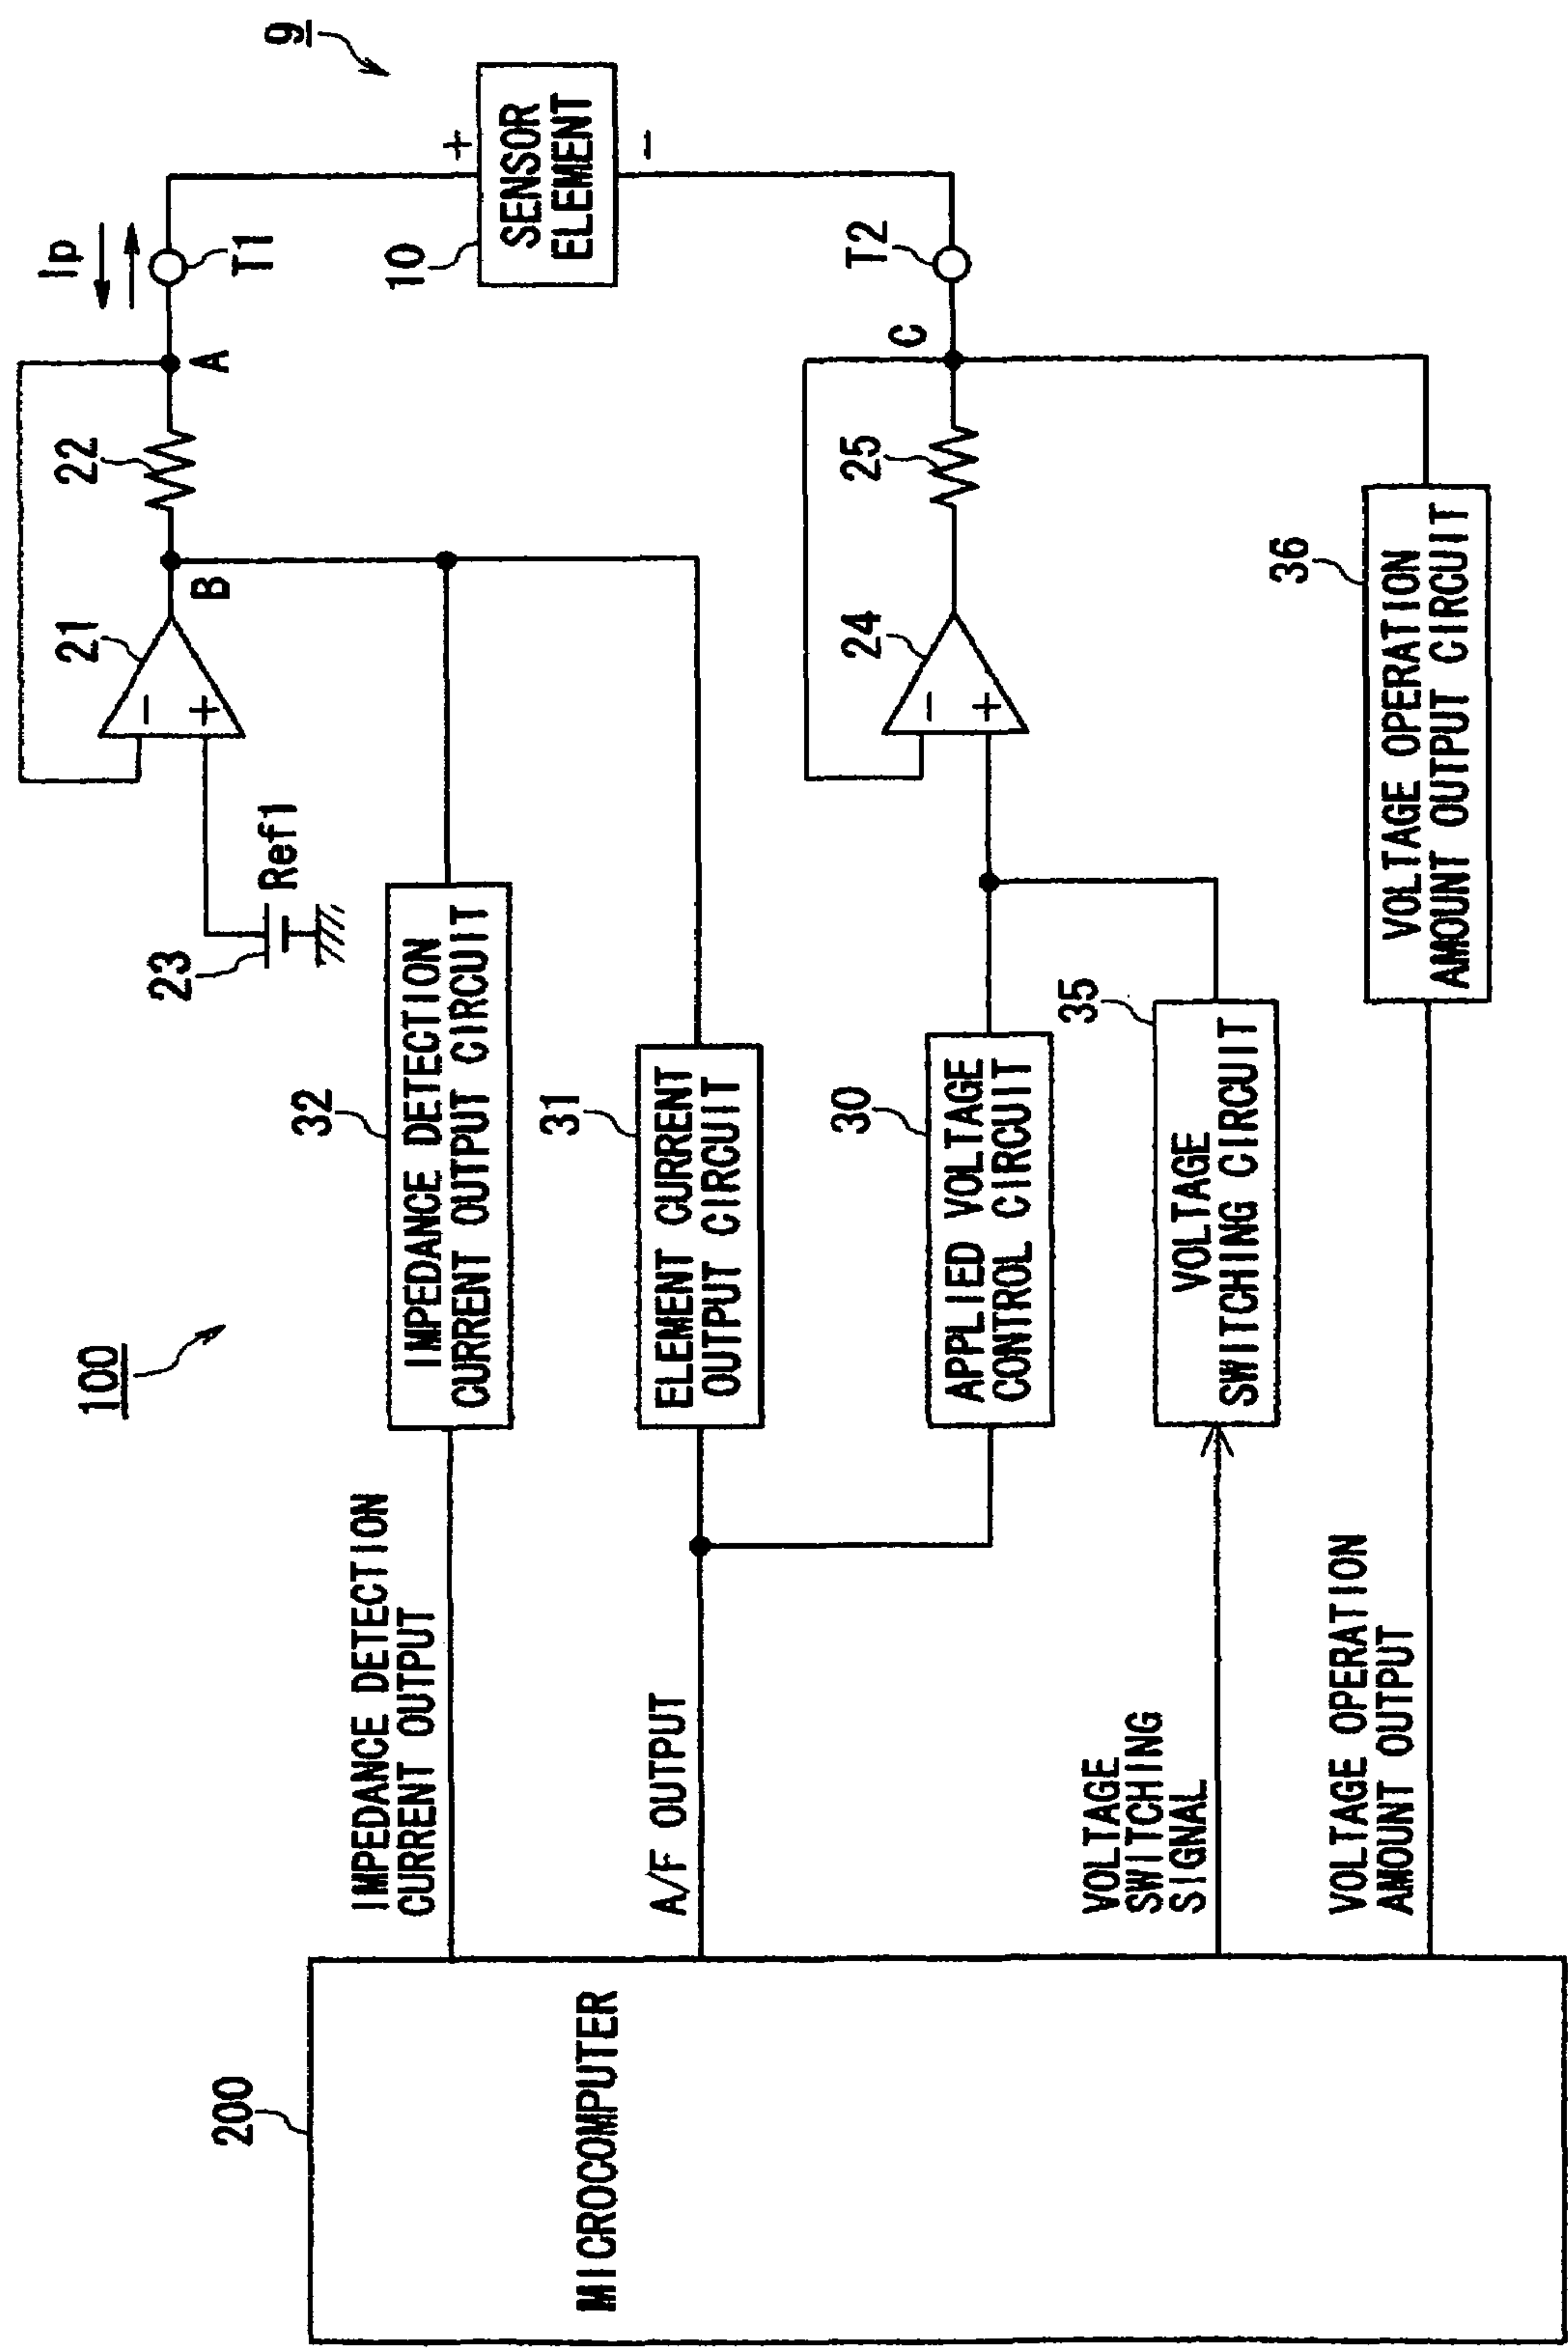 100
9
200
MICROCOMPUTER
IMPEDANCE DETECTION
CURRENT OUTPUT
A/F OUTPUT
VOLTAGE
SWITCHING
SIGNAL
VOLTAGE OPERATION
AMOUNT OUTPUT
32
IMPEDANCE DETECTION
CURRENT OUTPUT CIRCUIT
31
ELEMENT CURRENT
OUTPUT CIRCUIT
30
APPLIED VOLTAGE
CONTROL CIRCUIT
35
VOLTAGE
SWITCHING CIRCUIT
36
VOLTAGE OPERATION
AMOUNT OUTPUT CIRCUIT
23
Ref1
21
−
+
B
22
A
Ip
T1
24
−
+
25
C
T2
10
+
SENSOR
ELEMENT
−